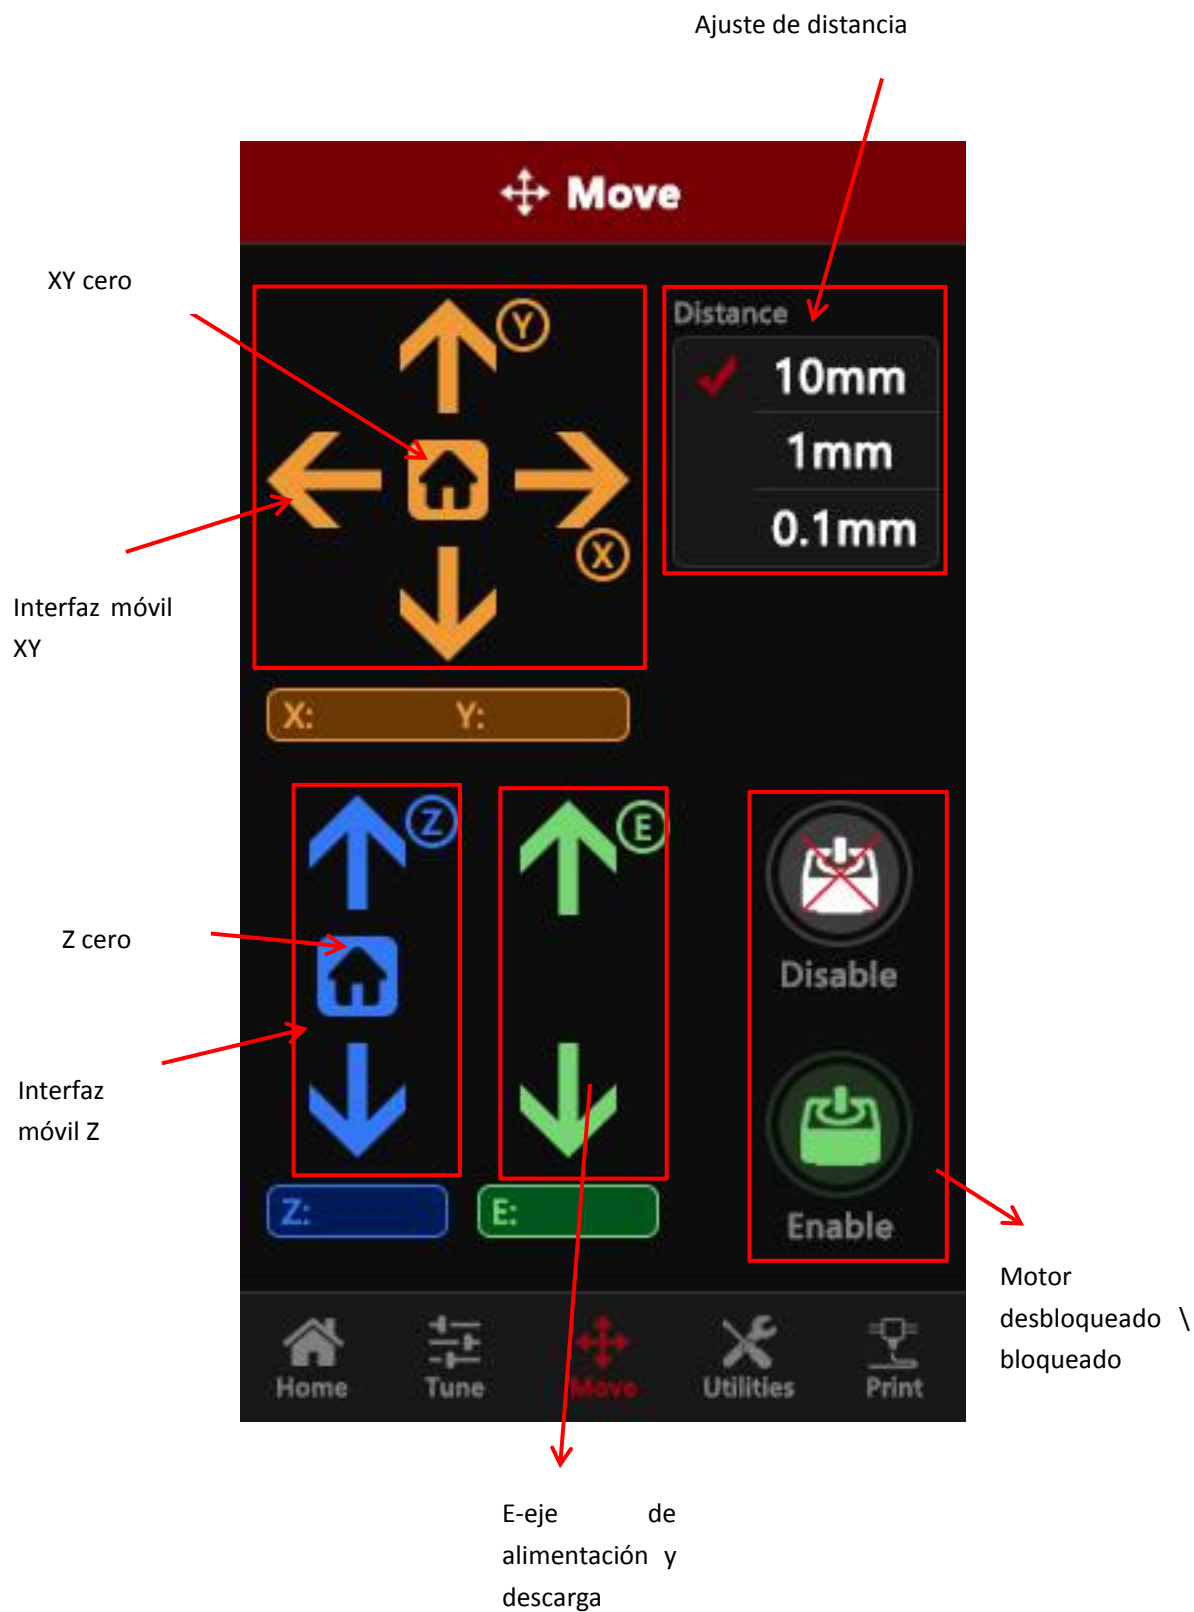 Ajuste de distancia
Move
XY cero
Y
Distance
10mm
1mm
0.1mm
X
Interfaz móvil
XY
X: Y:
Z
E
Z cero
Disable
Interfaz
móvil Z
Z:
E:
Enable
Motor
desbloqueado \
bloqueado
Home Tune Move Utilities Print
E-eje de
alimentación y
descarga